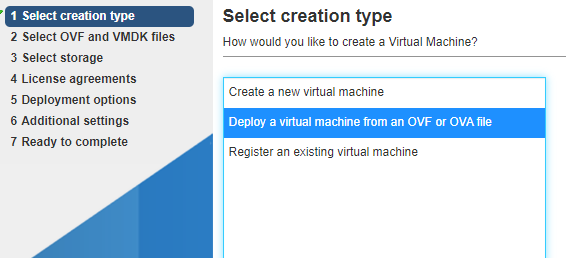 1 Select creation type
2 Select OVF and VMDK files
3 Select storage
4 License agreements
5 Deployment options
6 Additional settings
7 Ready to complete
Select creation type
How would you like to create a Virtual Machine?
Create a new virtual machine
Deploy a virtual machine from an OVF or OVA file
Register an existing virtual machine